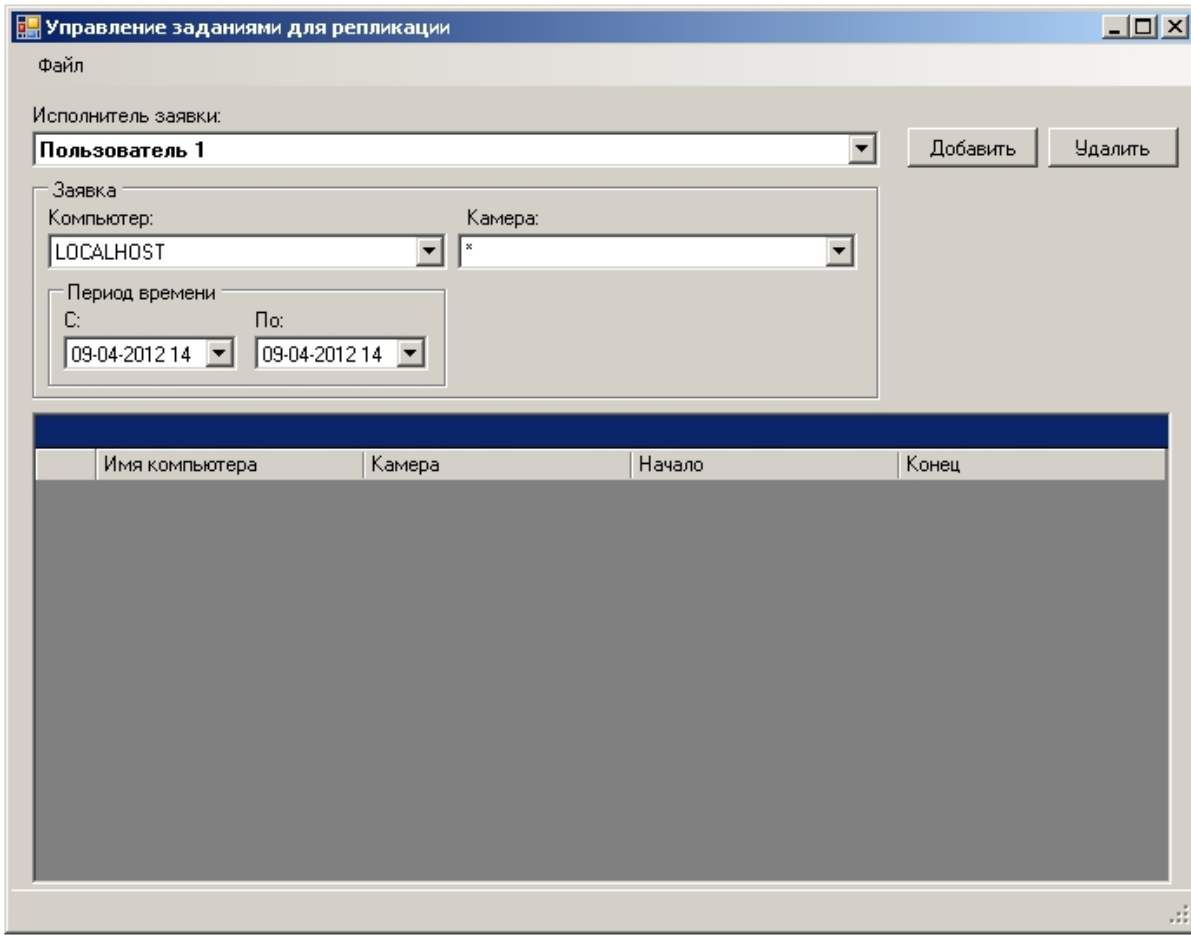 Управление заданиями для репликации
Файл
Исполнитель заявки:
Пользователь 1
Добавить
Удалить
Заявка
Компьютер:
Камера:
LOCALHOST
*
Период времени
С:
По:
09-04-2012 14
09-04-2012 14
Имя компьютера
Камера
Начало
Конец